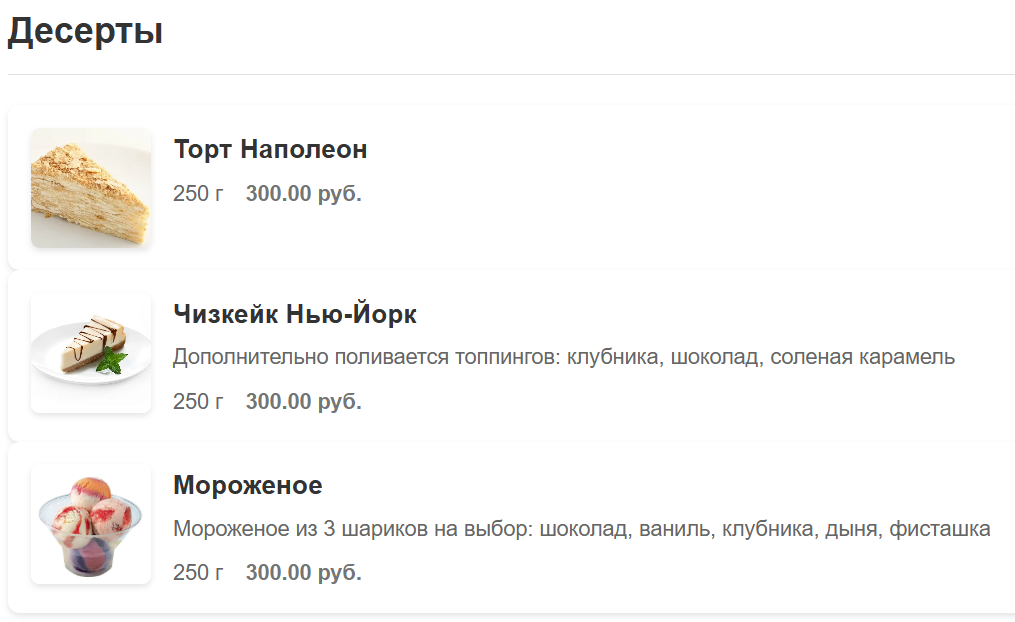 Десерты
Торт Наполеон
250 г 300.00 руб.
Чизкейк Нью-Йорк
Дополнительно поливается топпингов: клубника, шоколад, соленая карамель
250 г 300.00 руб.
Мороженое
Мороженое из 3 шариков на выбор: шоколад, ваниль, клубника, дыня, фисташка
250 г 300.00 руб.